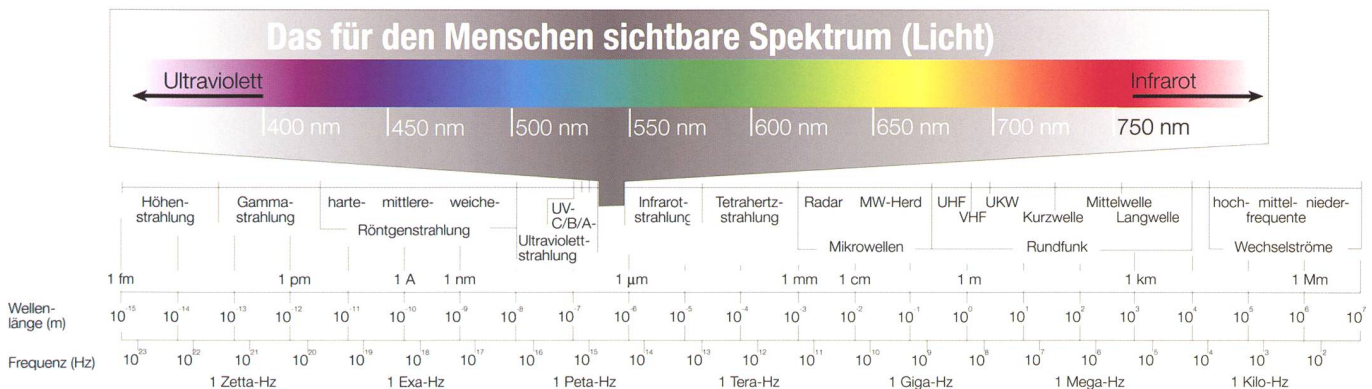 Das für den Menschen sichtbare Spektrum (Licht)
Ultraviolett Infrarot
400 nm 450 nm 500 nm 550 nm 600 nm 650 nm 700 nm 750 nm
Höhen-
strahlung
Gamma-
strahlung
harte- mittlere- weiche-
Röntgenstrahlung
UV-
C/B/A-
Ultraviolett-
strahlung
Infrarot-
strahlung
Tetrahertz-
strahlung
Radar MW-Herd
Mikrowellen
UHF UKW Mittelwelle
VHF Kurzwelle Langwelle
Rundfunk
hoch- mittel- nieder-
frequente
Wechselströme
1 fm 1 pm 1 A 1 nm 1 µm 1 mm 1 cm 1 m 1 km 1 Mm
Wellen-
länge (m)
10⁻¹⁵ 10⁻¹⁴ 10⁻¹³ 10⁻¹² 10⁻¹¹ 10⁻¹⁰ 10⁻⁹ 10⁻⁸ 10⁻⁷ 10⁻⁶ 10⁻⁵ 10⁻⁴ 10⁻³ 10⁻² 10⁻¹ 10⁰ 10¹ 10² 10³ 10⁴ 10⁵ 10⁶ 10⁷
Frequenz (Hz) 10²³ 10²² 10²¹ 10²⁰ 10¹⁹ 10¹⁸ 10¹⁷ 10¹⁶ 10¹⁵ 10¹⁴ 10¹³ 10¹² 10¹¹ 10¹⁰ 10⁹ 10⁸ 10⁷ 10⁶ 10⁵ 10⁴ 10³ 10²
1 Zetta-Hz 1 Exa-Hz 1 Peta-Hz 1 Tera-Hz 1 Giga-Hz 1 Mega-Hz 1 Kilo-Hz